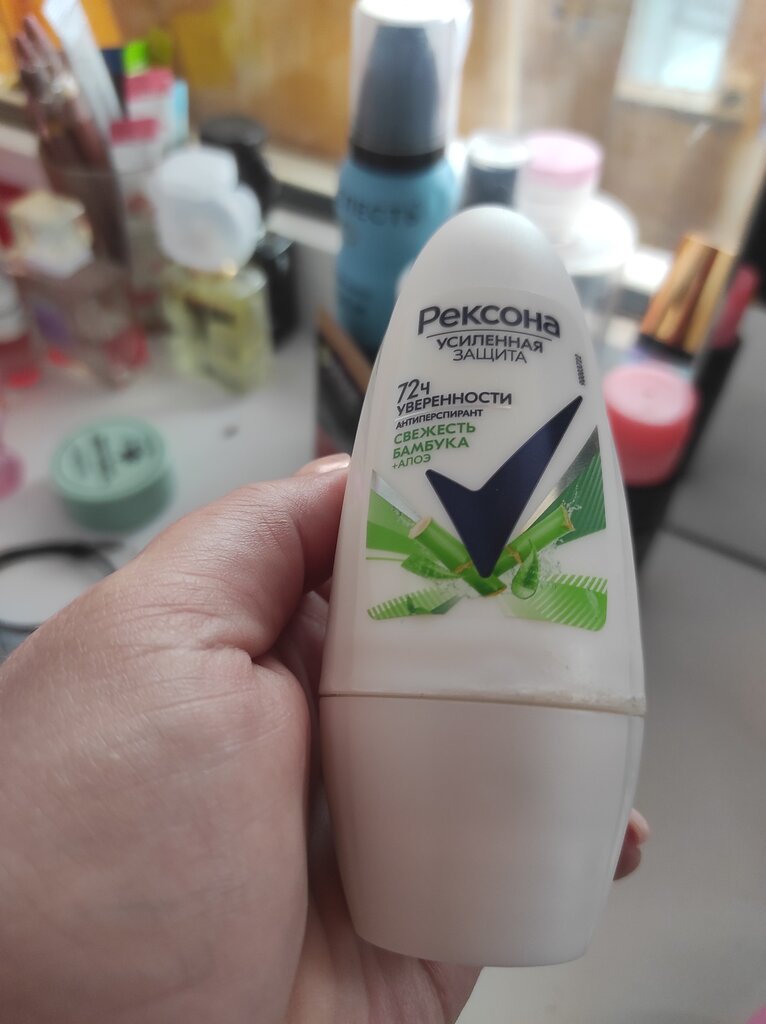 Рексона
УСИЛЕННАЯ
ЗАЩИТА
72ч
УВЕРЕННОСТИ
АНТИПЕРСПИРАНТ
СВЕЖЕСТЬ
БАМБУКА
+АЛОЭ